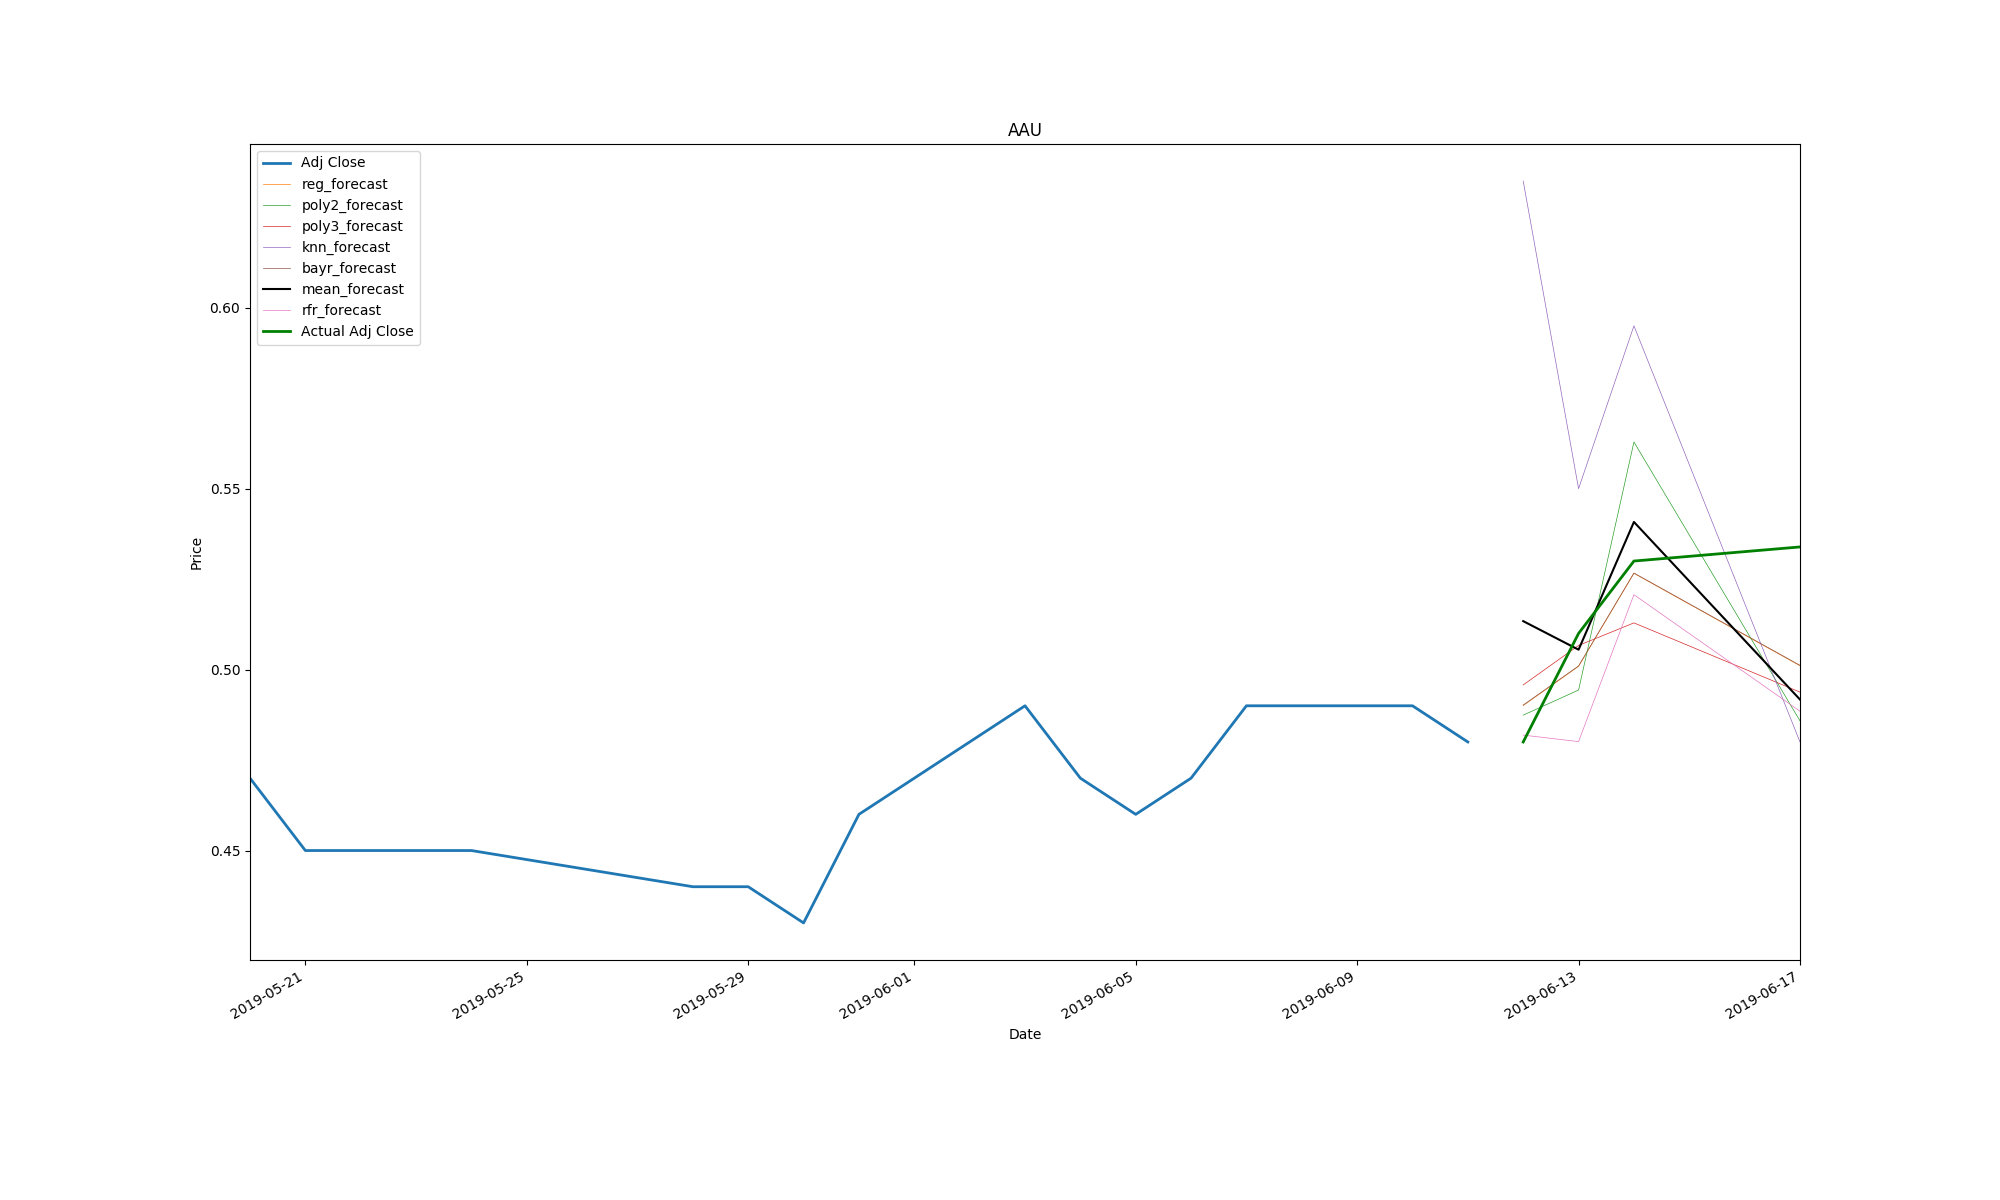 AAU
Adj Close
reg_forecast
poly2_forecast
poly3_forecast
knn_forecast
bayr_forecast
mean_forecast
rfr_forecast
Actual Adj Close
0.60
0.55
0.50
0.45
Price
2019-05-21
2019-05-25
2019-05-29
2019-06-01
2019-06-05
2019-06-09
2019-06-13
2019-06-17
Date